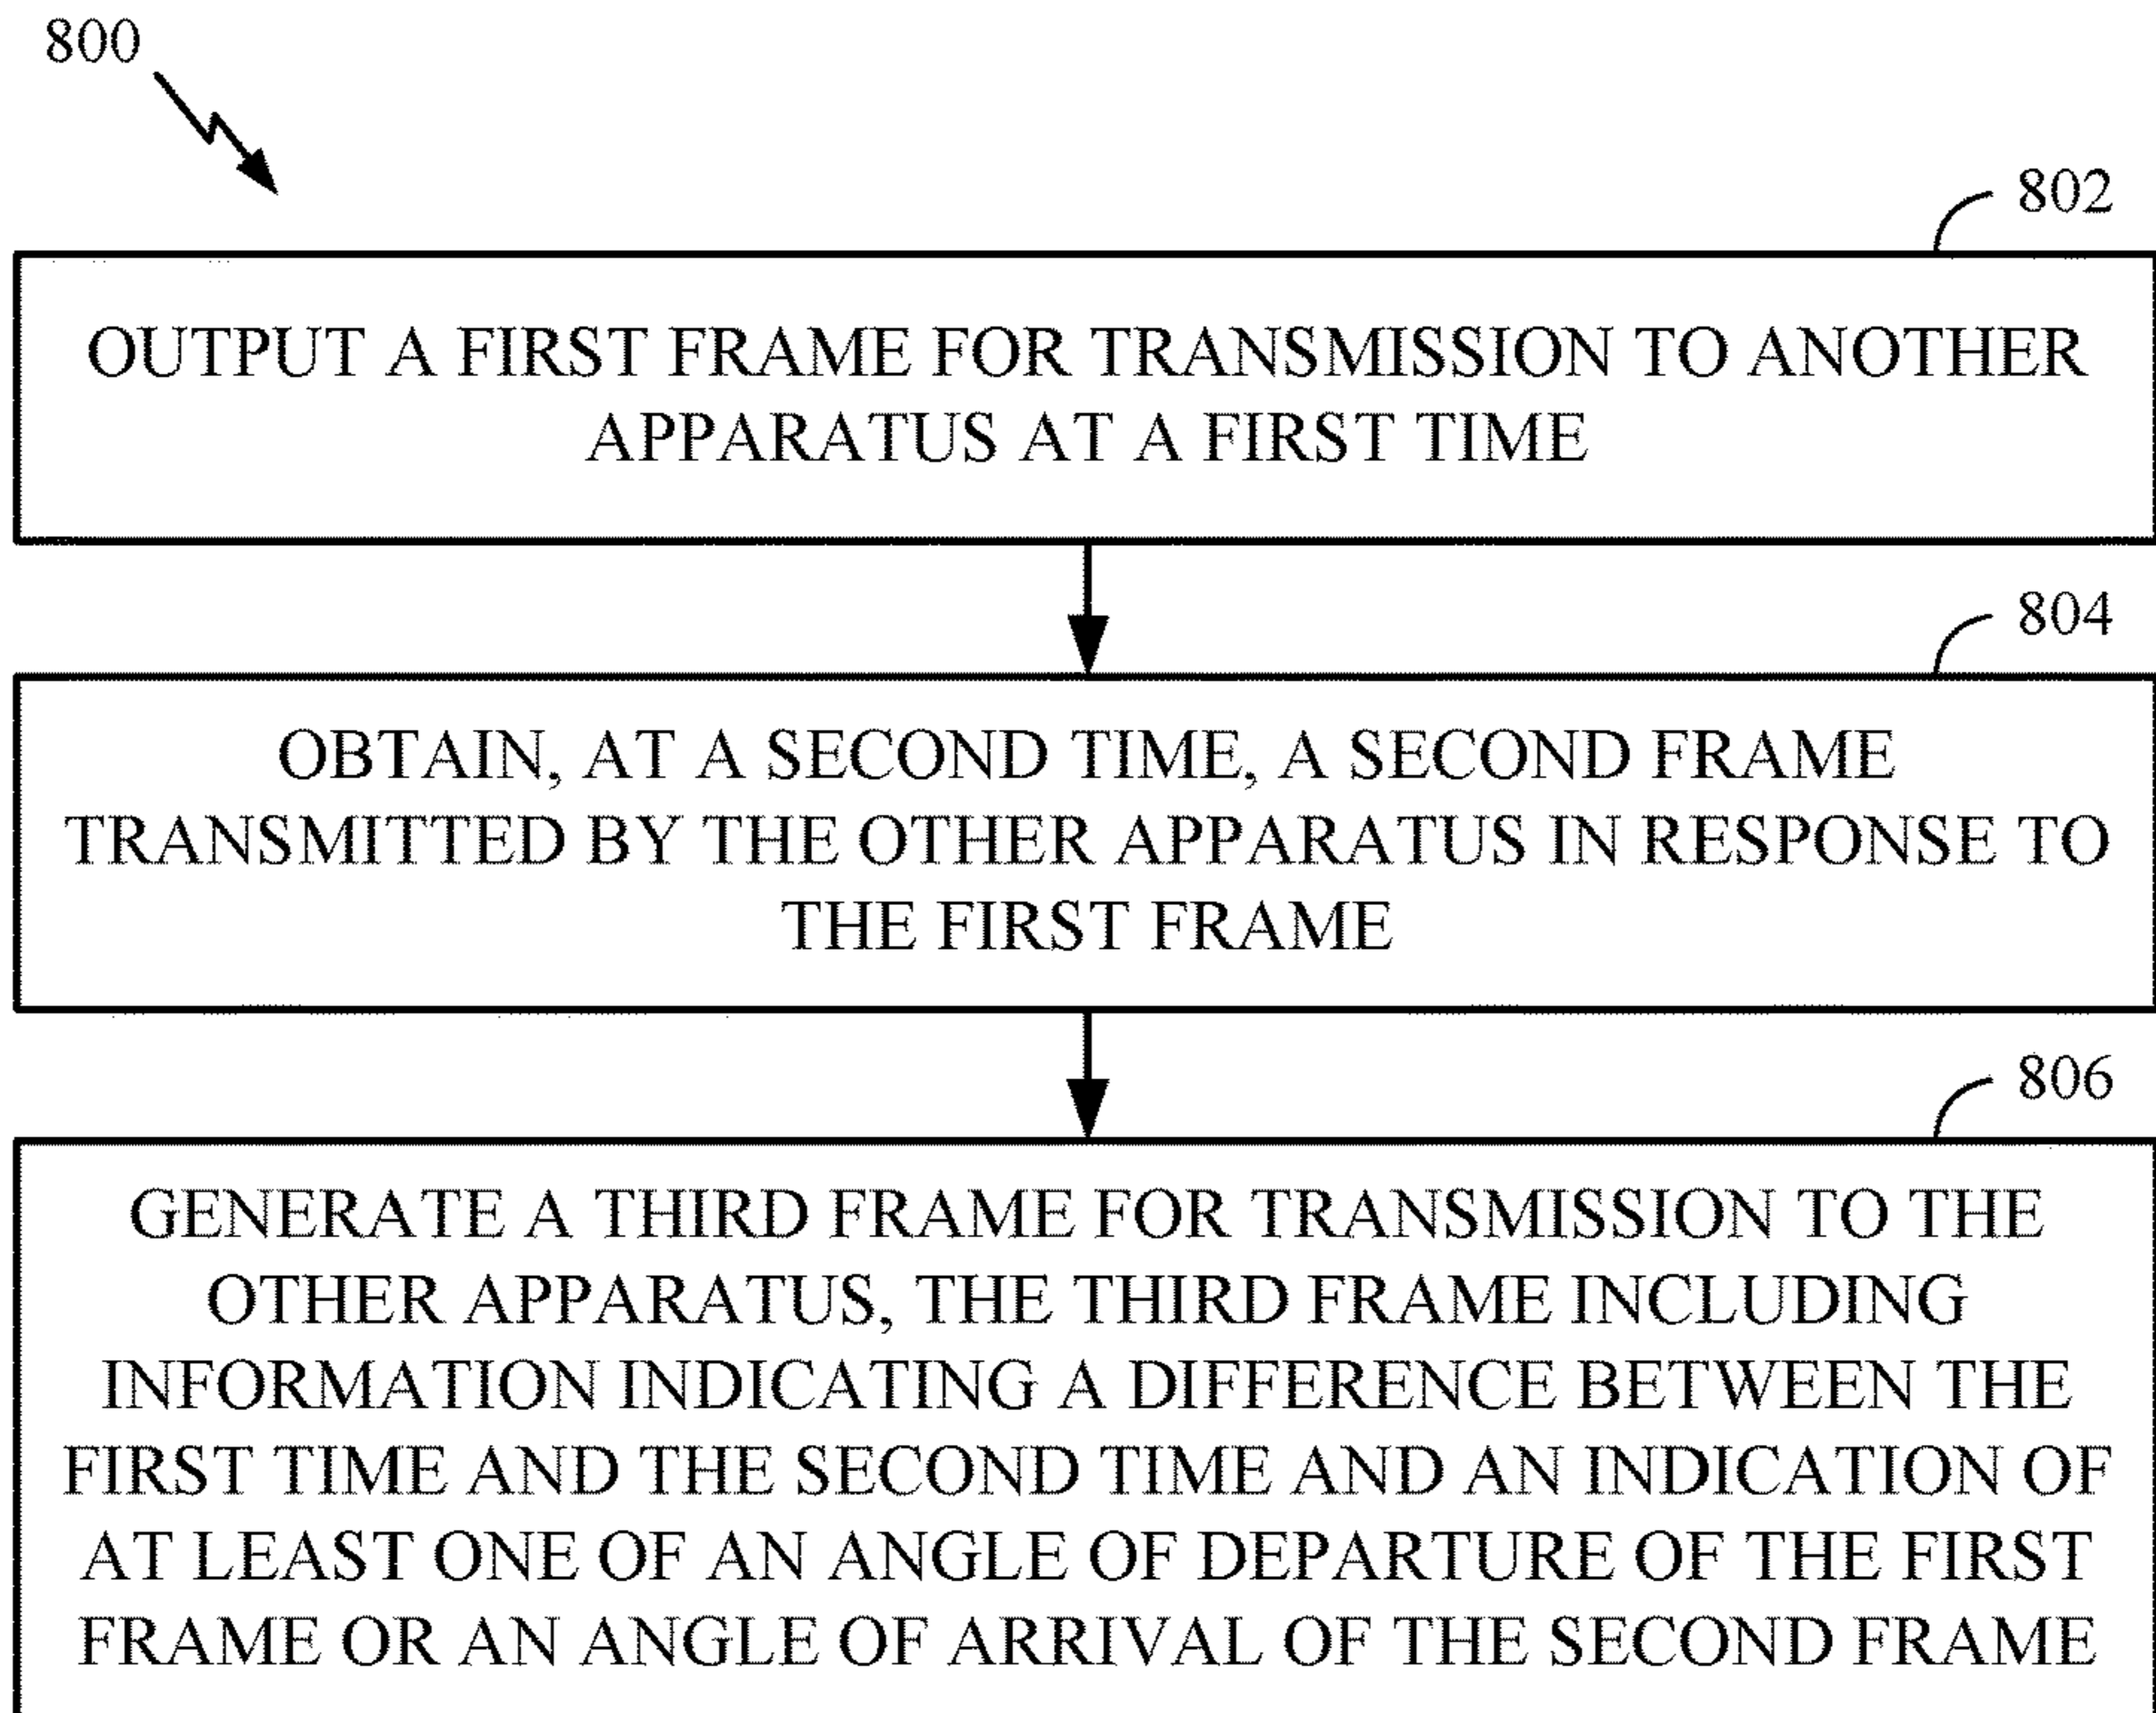 800
802
OUTPUT A FIRST FRAME FOR TRANSMISSION TO ANOTHER
APPARATUS AT A FIRST TIME
804
OBTAIN, AT A SECOND TIME, A SECOND FRAME
TRANSMITTED BY THE OTHER APPARATUS IN RESPONSE TO
THE FIRST FRAME
806
GENERATE A THIRD FRAME FOR TRANSMISSION TO THE
OTHER APPARATUS, THE THIRD FRAME INCLUDING
INFORMATION INDICATING A DIFFERENCE BETWEEN THE
FIRST TIME AND THE SECOND TIME AND AN INDICATION OF
AT LEAST ONE OF AN ANGLE OF DEPARTURE OF THE FIRST
FRAME OR AN ANGLE OF ARRIVAL OF THE SECOND FRAME